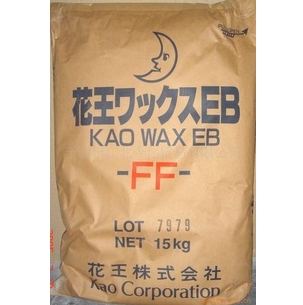 花王ワックスEB
KAO WAX EB
-FF-
LOT 7979
NET 15kg
花王株式会社
Kao Corporation